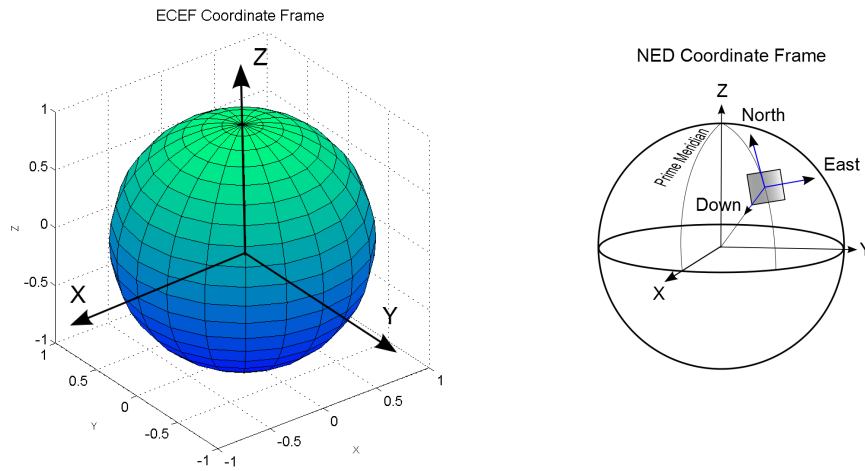 ECEF Coordinate Frame
Z
X
Y
1
0.5
0
-0.5
-1
Z
1
0.5
0
-0.5
-1
Y
-1
-0.5
0
0.5
1
X
NED Coordinate Frame
Z
North
East
Prime Meridian
Down
Y
X